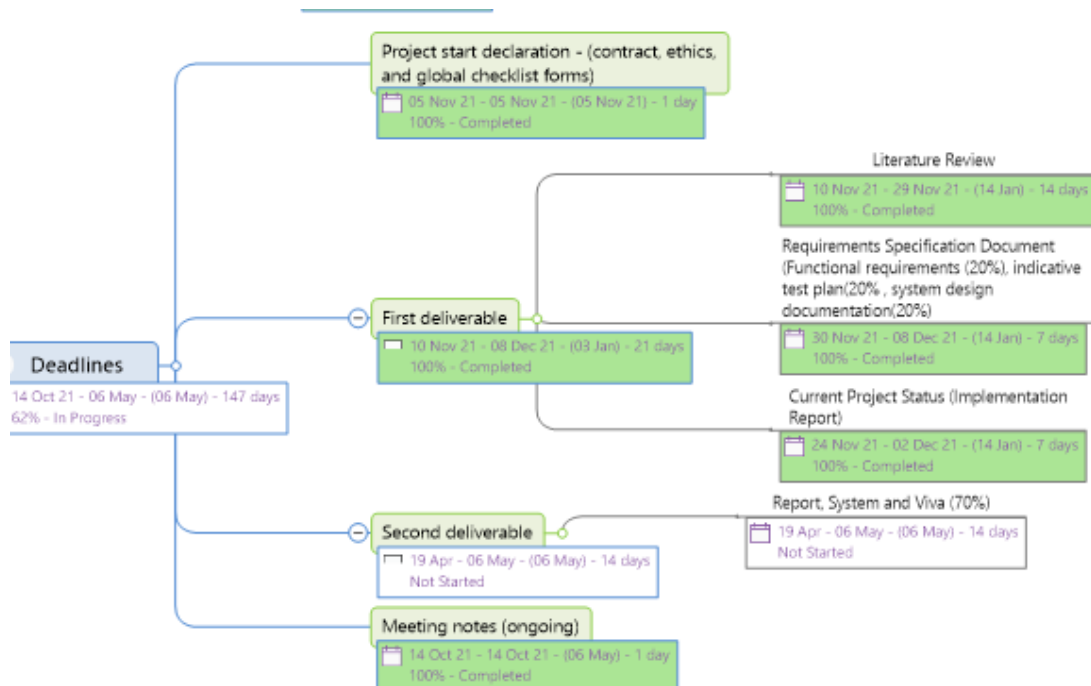 Project start declaration - (contract, ethics,
and global checklist forms)
05 Nov 21 - 05 Nov 21 - (05 Nov 21) - 1 day
100% - Completed
Literature Review
10 Nov 21 - 29 Nov 21 - (14 Jan) - 14 days
100% - Completed
Requirements Specification Document
(Functional requirements (20%), indicative
test plan(20% , system design
documentation(20%)
30 Nov 21 - 08 Dec 21 - (14 Jan) - 7 days
100% - Completed
First deliverable
10 Nov 21 - 08 Dec 21 - (03 Jan) - 21 days
100% - Completed
Deadlines
14 Oct 21 - 06 May - (06 May) - 147 days
62% - In Progress
Current Project Status (Implementation
Report)
24 Nov 21 - 02 Dec 21 - (14 Jan) - 7 days
100% - Completed
Second deliverable
19 Apr - 06 May - (06 May) - 14 days
Not Started
Report, System and Viva (70%)
19 Apr - 06 May - (06 May) - 14 days
Not Started
Meeting notes (ongoing)
14 Oct 21 - 14 Oct 21 - (06 May) - 1 day
100% - Completed